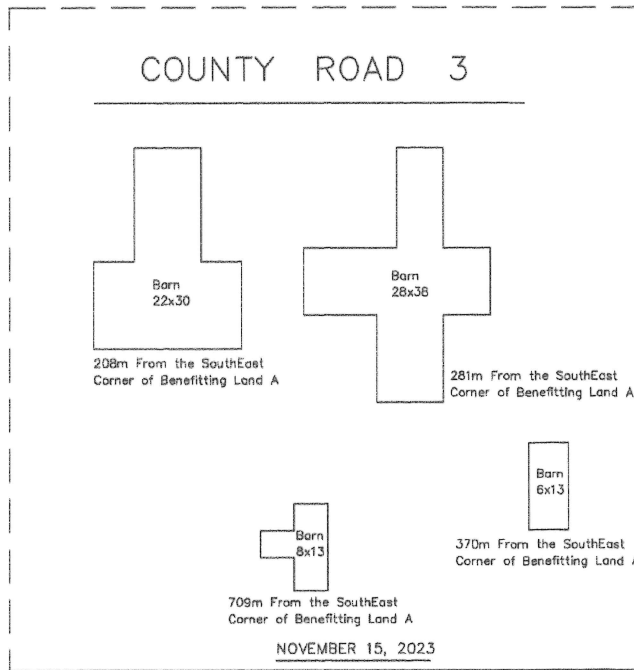 COUNTY ROAD 3
Barn
22x30
208m From the SouthEast
Corner of Benefitting Land A
Barn
28x38
281m From the SouthEast
Corner of Benefitting Land A
Barn
6x13
370m From the SouthEast
Corner of Benefitting Land A
Barn
8x13
709m From the SouthEast
Corner of Benefitting Land A
NOVEMBER 15, 2023